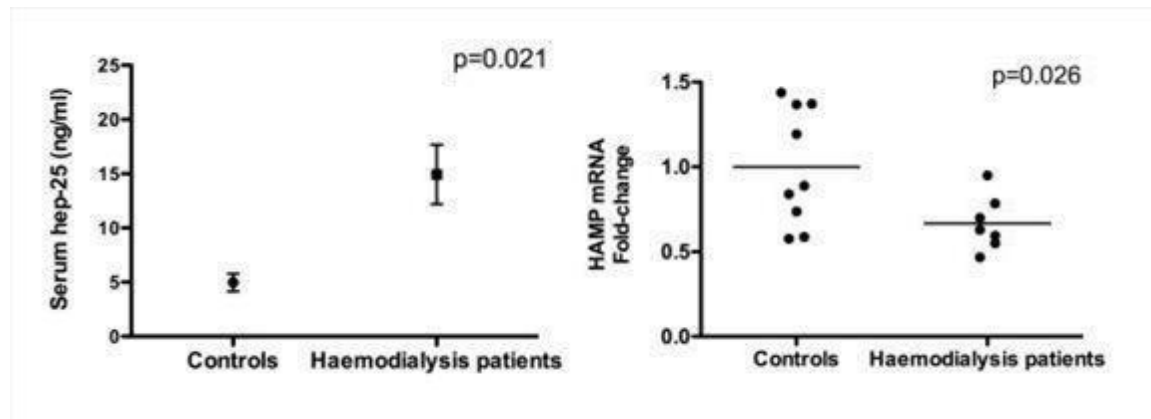 p=0.021
Serum hep-25 (ng/ml)
25
20
15
10
5
0
Controls
Haemodialysis patients
p=0.026
HAMP mRNA
Fold-change
1.5
1.0
0.5
0.0
Controls
Haemodialysis patients